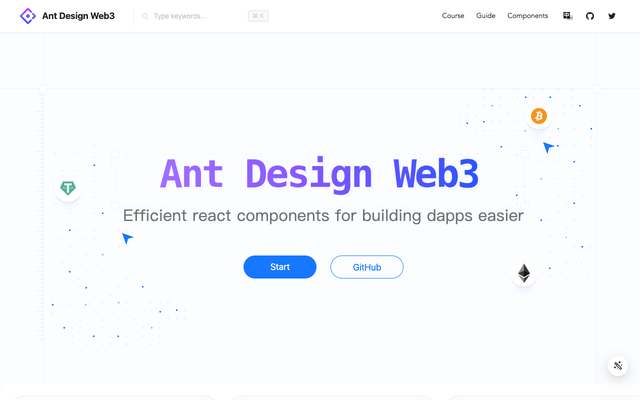 Ant Design Web3
Type keywords...
⌘ K
Course
Guide
Components
Ant Design Web3
Efficient react components for building dapps easier
Start
GitHub